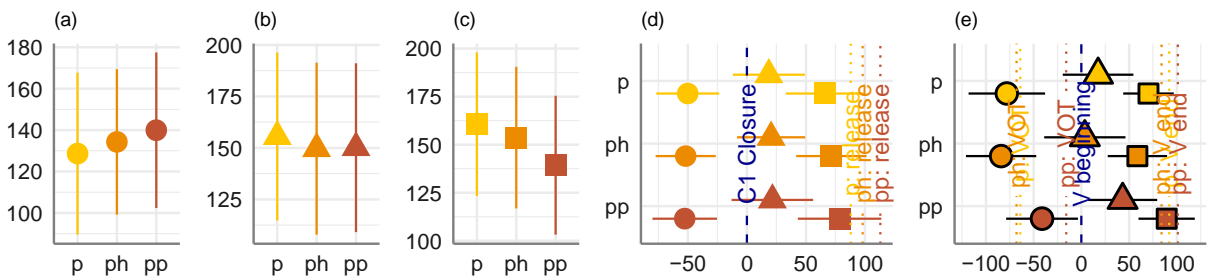 (a)
(b)
(c)
(d)
(e)
180
160
140
120
100
p
ph
pp
200
175
150
125
p
ph
pp
200
175
150
125
100
p
ph
pp
p
ph
pp
C1 Closure
p: release
ph: release
pp: release
−50
0
50
100
p
ph
pp
ph: VOT
p: VOT
pp: VOT
V beginning
ph: V end
p: V end
pp: V end
−100
−50
0
50
100